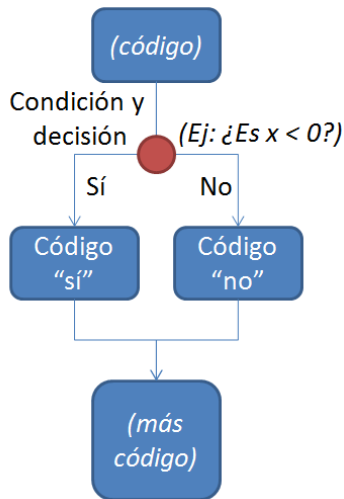 (código)
Condición y
decisión
(Ej: ¿Es x < 0?)
Sí
No
Código
“sí”
Código
“no”
(más
código)